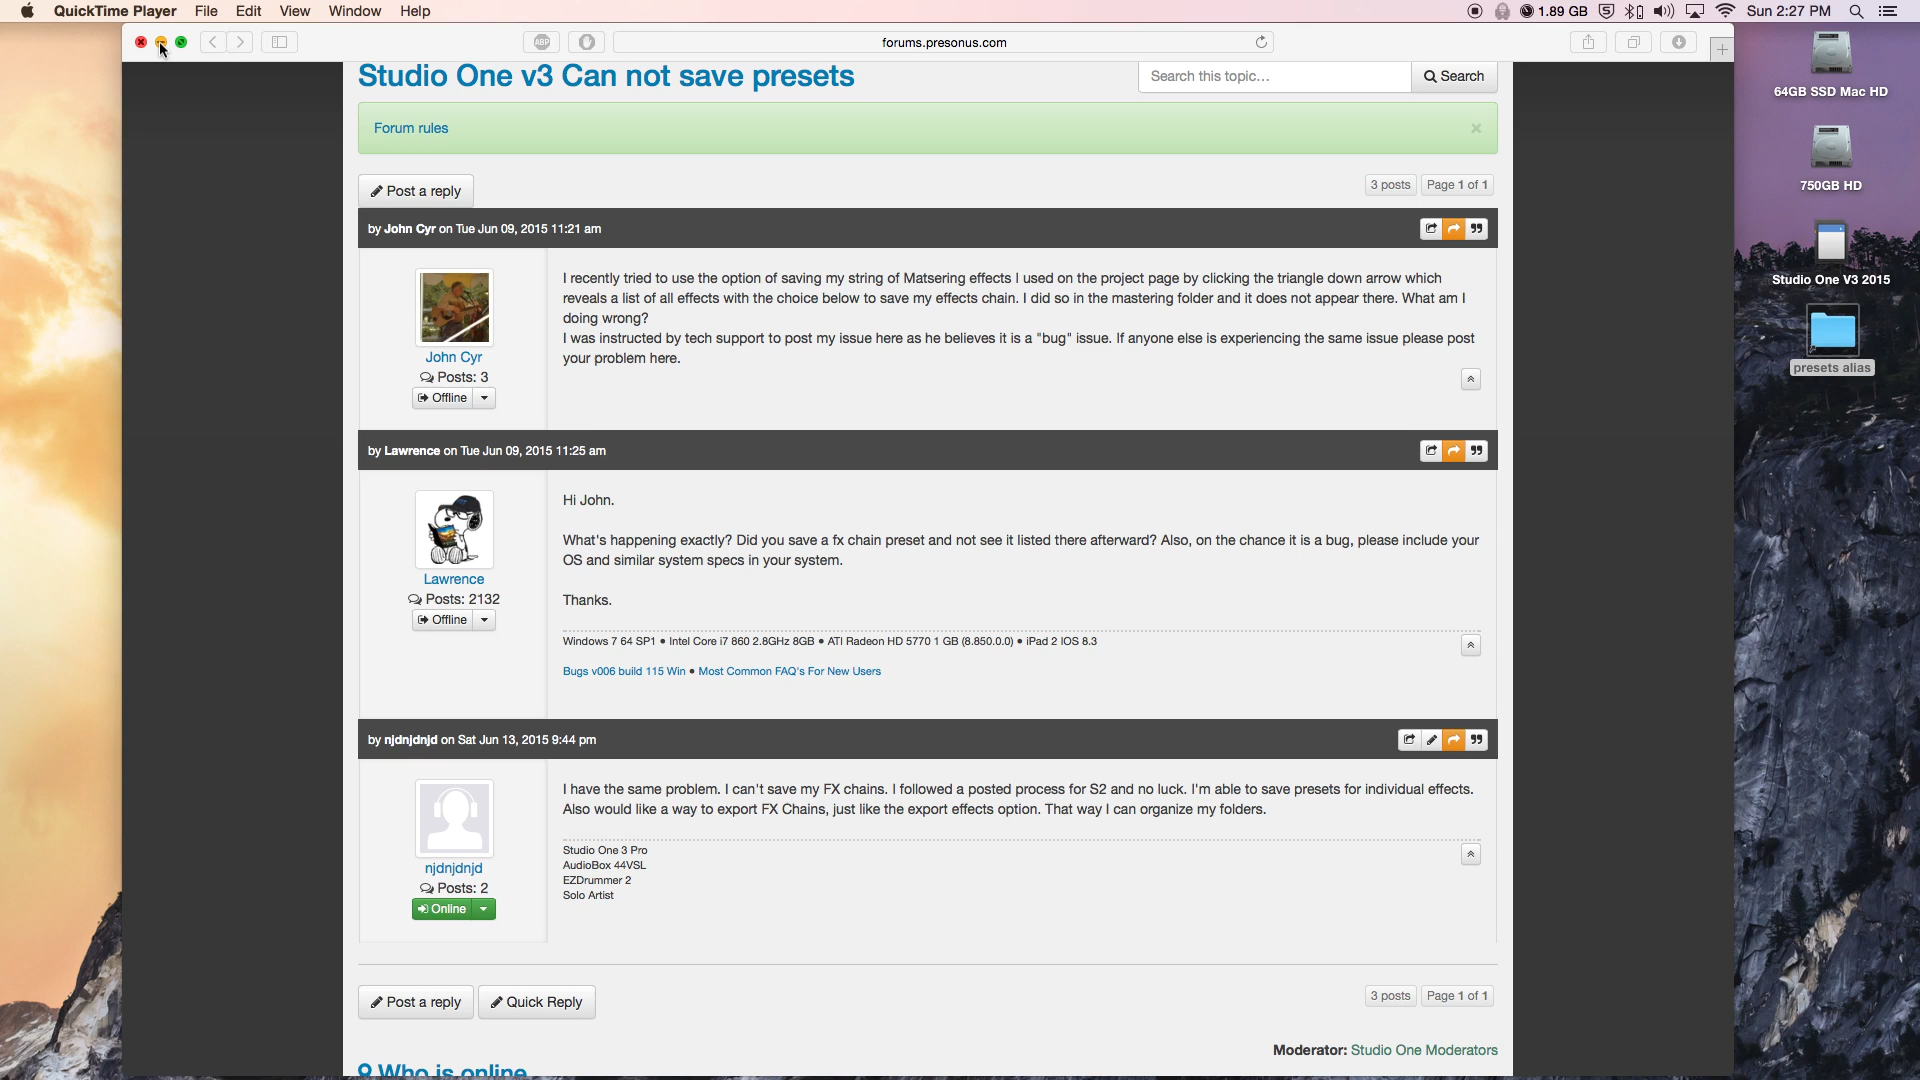 QuickTime Player File Edit View Window Help 1.89 GB Sun 2:27 PM
ABP forums.presonus.com
Studio One v3 Can not save presets
Search this topic... Search
Forum rules ×
Post a reply 3 posts Page 1 of 1
by John Cyr on Tue Jun 09, 2015 11:21 am
I recently tried to use the option of saving my string of Matsering effects I used on the project page by clicking the triangle down arrow which
reveals a list of all effects with the choice below to save my effects chain. I did so in the mastering folder and it does not appear there. What am I
doing wrong?
I was instructed by tech support to post my issue here as he believes it is a "bug" issue. If anyone else is experiencing the same issue please post
your problem here.
John Cyr
Posts: 3
Offline
by Lawrence on Tue Jun 09, 2015 11:25 am
Hi John.
What's happening exactly? Did you save a fx chain preset and not see it listed there afterward? Also, on the chance it is a bug, please include your
OS and similar system specs in your system.
Thanks.
Lawrence
Posts: 2132
Offline
Windows 7 64 SP1 • Intel Core i7 860 2.8GHz 8GB • ATI Radeon HD 5770 1 GB (8.850.0.0) • iPad 2 IOS 8.3
Bugs v006 build 115 Win • Most Common FAQ's For New Users
by njdnjdnjd on Sat Jun 13, 2015 9:44 pm
I have the same problem. I can't save my FX chains. I followed a posted process for S2 and no luck. I'm able to save presets for individual effects.
Also would like a way to export FX Chains, just like the export effects option. That way I can organize my folders.
njdnjdnjd
Posts: 2
Online
Studio One 3 Pro
AudioBox 44VSL
EZDrummer 2
Solo Artist
Post a reply Quick Reply 3 posts Page 1 of 1
Moderator: Studio One Moderators
Who is online
64GB SSD Mac HD
750GB HD
Studio One V3 2015
presets alias